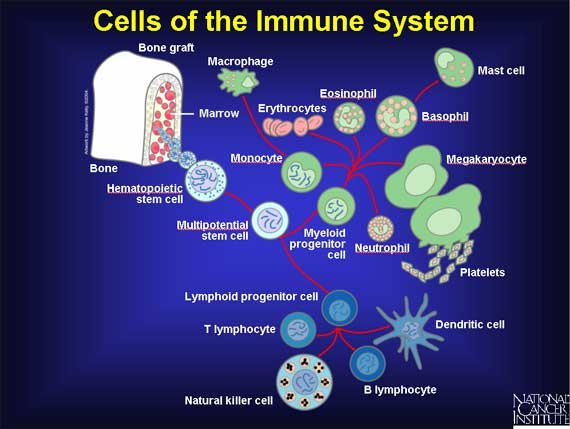 Cells of the Immune System
Bone graft
Macrophage
Mast cell
Eosinophil
Erythrocytes
Basophil
Marrow
Monocyte
Megakaryocyte
Bone
Hematopoietic
stem cell
Multipotential
stem cell
Myeloid
progenitor
cell
Neutrophil
Platelets
Lymphoid progenitor cell
T lymphocyte
Dendritic cell
Natural killer cell
B lymphocyte
NATIONAL
CANCER
INSTITUTE